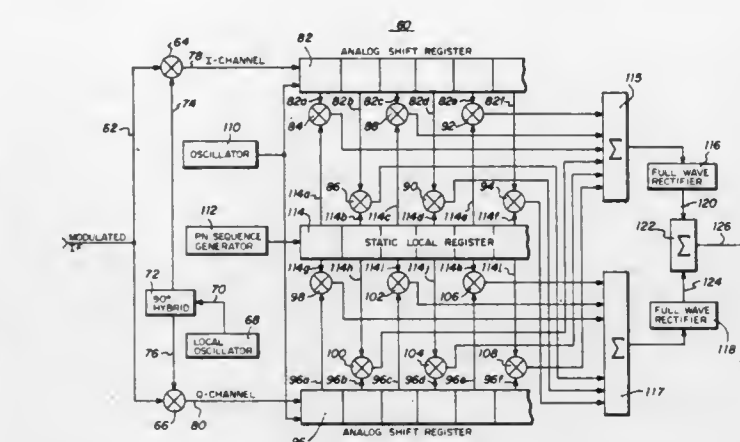 60
82
ANALOG SHIFT REGISTER
64
78
I-CHANNEL
115
74
82a
82b
82c
82d
82e
82f
84
88
92
62
110
OSCILLATOR
Σ
116
FULL WAVE RECTIFIER
86
90
94
114a
114b
114c
114d
114e
114f
120
112
PN SEQUENCE GENERATOR
114
STATIC LOCAL REGISTER
122
Σ
126
MODULATED IF
114g
114h
114i
114j
114k
114l
98
102
106
124
72
90° HYBRID
70
68
LOCAL OSCILLATOR
FULL WAVE RECTIFIER
118
76
100
104
108
Σ
96a
96b
96c
96d
96e
96f
117
Q-CHANNEL
66
80
96
ANALOG SHIFT REGISTER